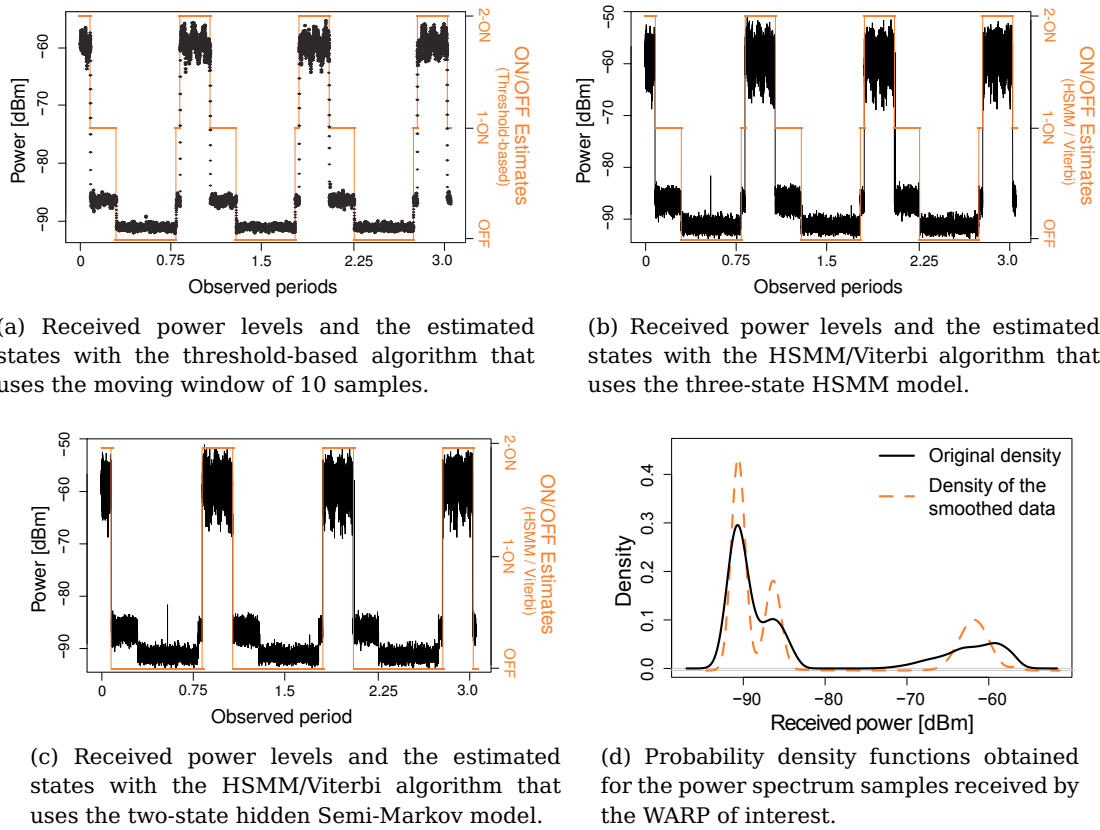 −60
−70
−80
−90
Power [dBm]
0
0.75
1.5
2.25
3.0
Observed periods
2-ON
1-ON
OFF
ON/OFF Estimates
(Threshold-based)
(a) Received power levels and the estimated
states with the threshold-based algorithm that
uses the moving window of 10 samples.
−50
−60
−70
−80
−90
Power [dBm]
0
0.75
1.5
2.25
3.0
Observed periods
2-ON
1-ON
OFF
ON/OFF Estimates
(HSMM / Viterbi)
(b) Received power levels and the estimated
states with the HSMM/Viterbi algorithm that
uses the three-state HSMM model.
−50
−60
−70
−80
−90
Power [dBm]
0
0.75
1.5
2.25
3.0
Observed period
2-ON
1-ON
OFF
ON/OFF Estimates
(HSMM / Viterbi)
(c) Received power levels and the estimated
states with the HSMM/Viterbi algorithm that
uses the two-state hidden Semi-Markov model.
0.4
0.3
0.2
0.1
0.0
Density
Original density
Density of the
smoothed data
−90
−80
−70
−60
Received power [dBm]
(d) Probability density functions obtained
for the power spectrum samples received by
the WARP of interest.